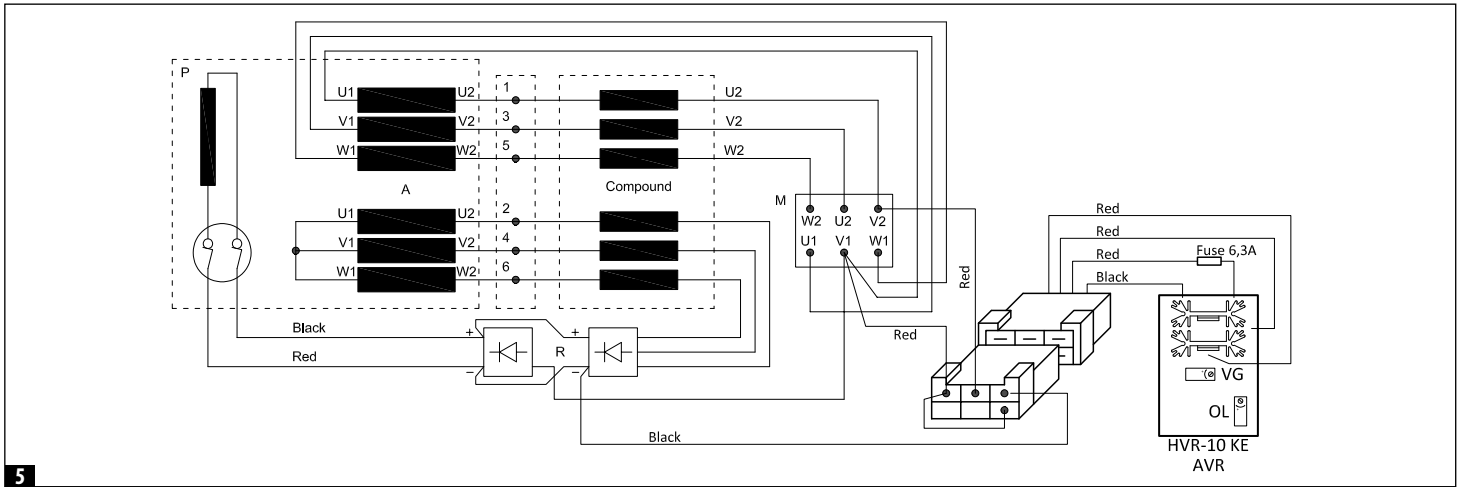 P
U1 U2 1 U2
V1 V2 3 V2
W1 W2 5 W2
A
Compound
U1 U2 2
V1 V2 4
W1 W2 6
M
W2 U2 V2
U1 V1 W1
Red
Red
Red
Red
Fuse 6,3A
Black
Red
Black
Red
+
−
R
+
−
Black
VG
OL
HVR-10 KE
AVR
5